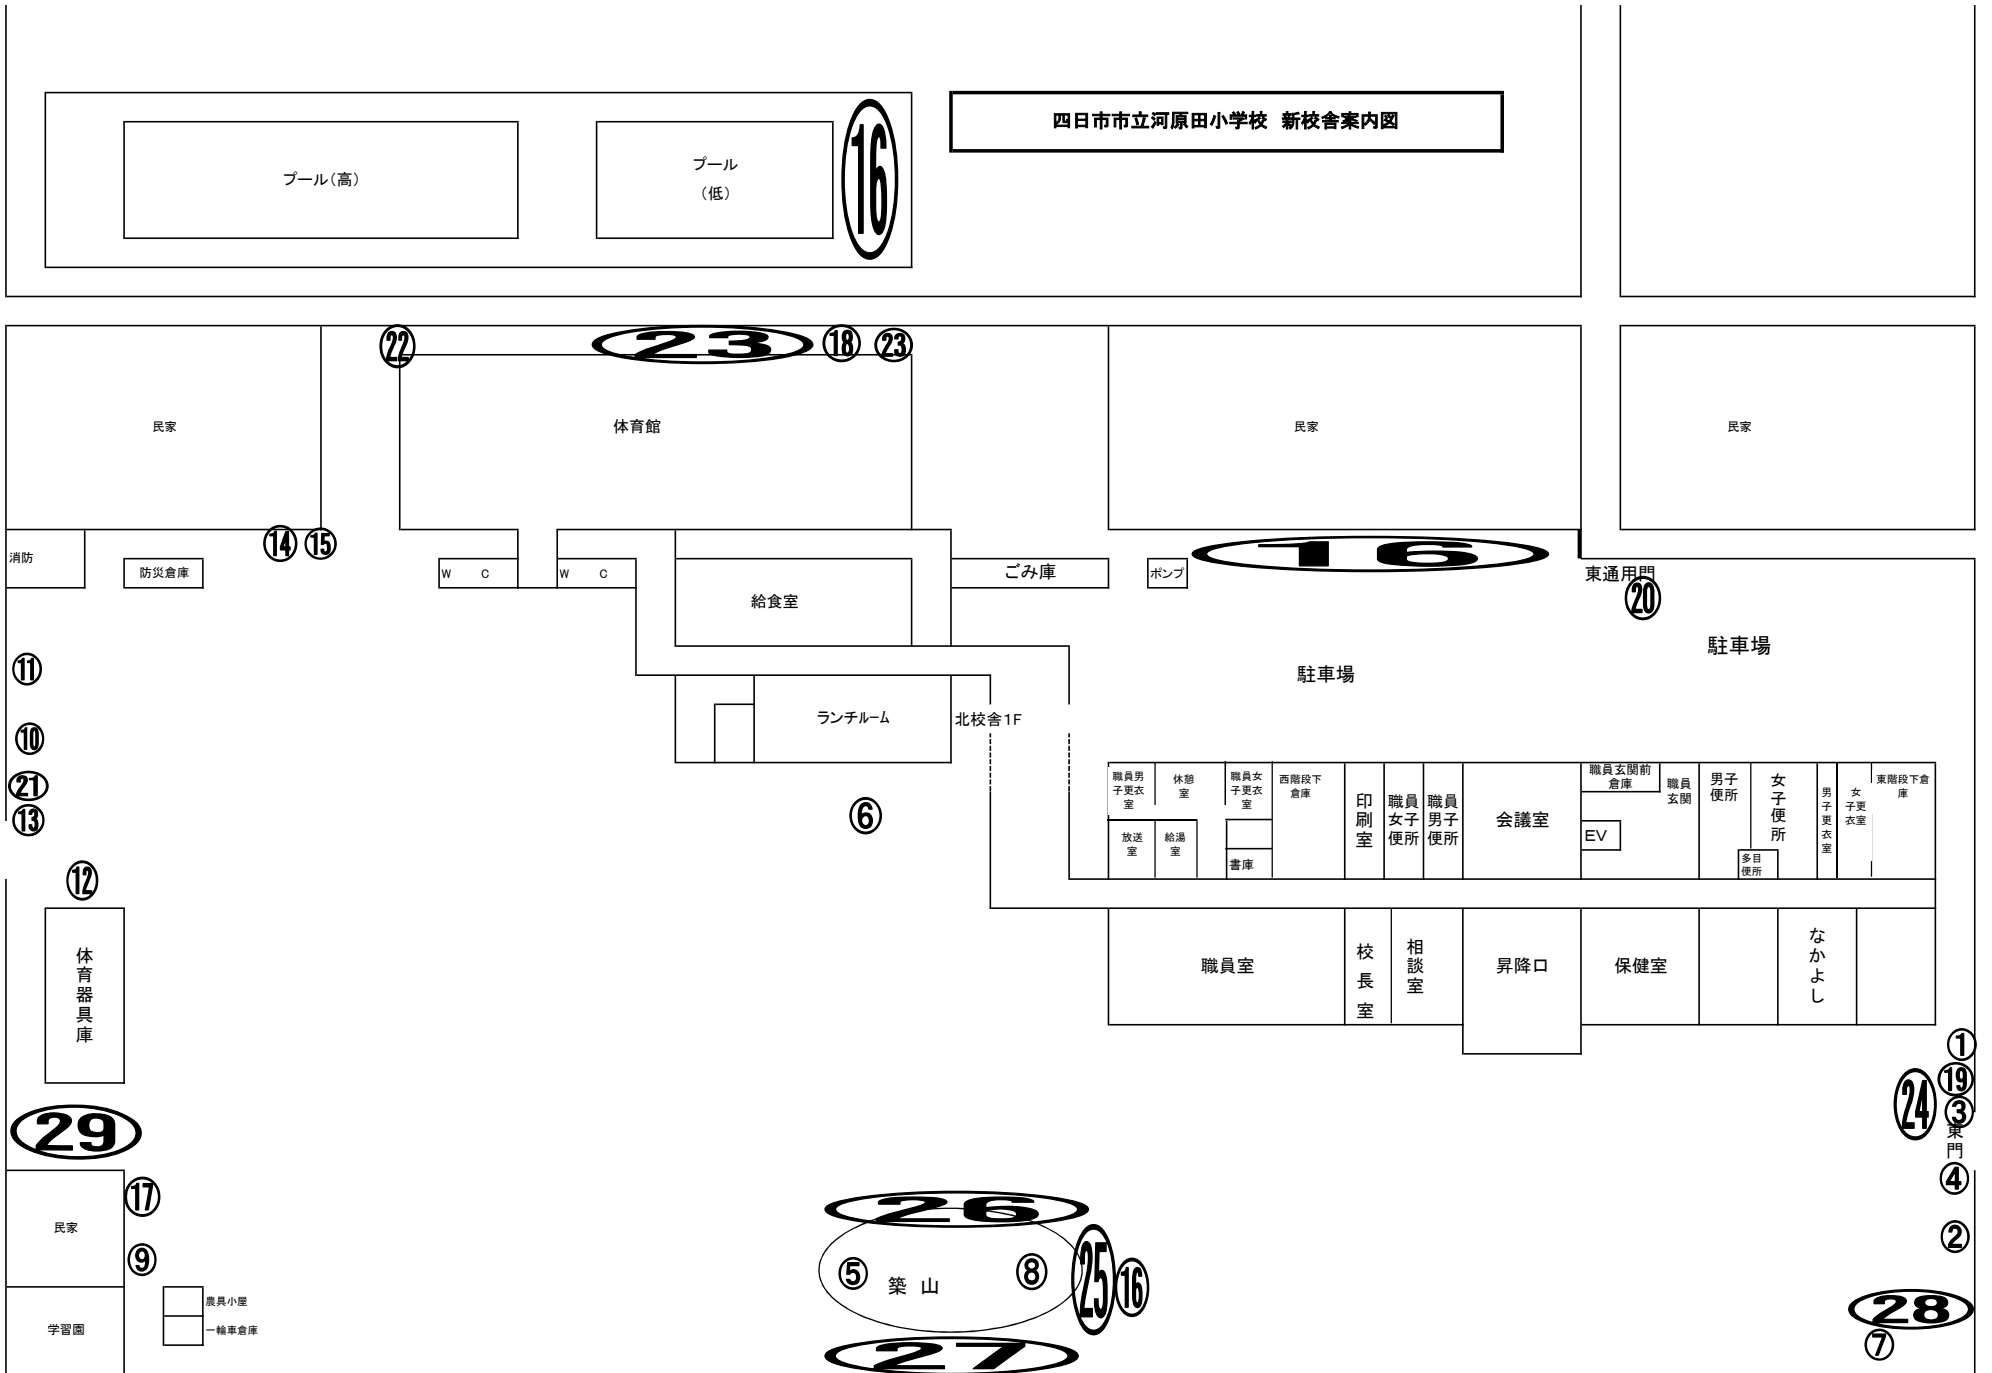 四日市市立河原田小学校 新校舎案内図
プール(高)
プール
(低)
⑯
㉒
㉓
⑱
㉓
民家
体育館
民家
民家
消防
防災倉庫
⑭
⑮
W C
W C
給食室
ごみ庫
ポンプ
⑯
東通用門
⑳
駐車場
駐車場
⑪
⑩
㉑
⑬
⑫
ランチルーム
北校舎1F
⑥
職員男
子更衣
室
休憩
室
職員女
子更衣
室
西階段下
倉庫
放送
室
給湯
室
書庫
印刷室
職員
女子
便所
職員
男子
便所
会議室
職員玄関前
倉庫
職員
玄関
EV
男子
便所
女子便所
多目
便所
男子更衣室
女
子更
衣室
東階段下倉
庫
体育器具庫
職員室
校長室
相談室
昇降口
保健室
なかよし
①
⑲
㉔
③
東
門
④
②
㉙
⑰
民家
⑨
農具小屋
一輪車倉庫
学習園
㉖
⑤
築 山
⑧
㉕
⑯
㉗
㉘
⑦